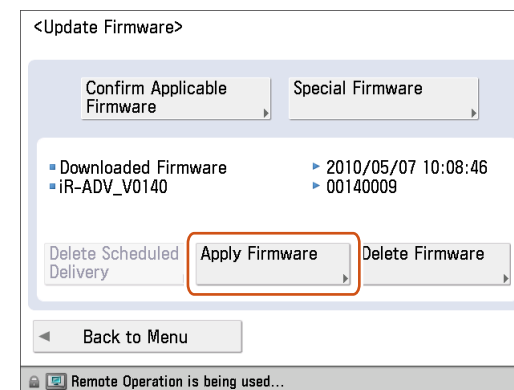 <Update Firmware>
Confirm Applicable
Firmware
Special Firmware
Downloaded Firmware
2010/05/07 10:08:46
iR-ADV_V0140
00140009
Delete Scheduled
Delivery
Apply Firmware
Delete Firmware
Back to Menu
Remote Operation is being used...